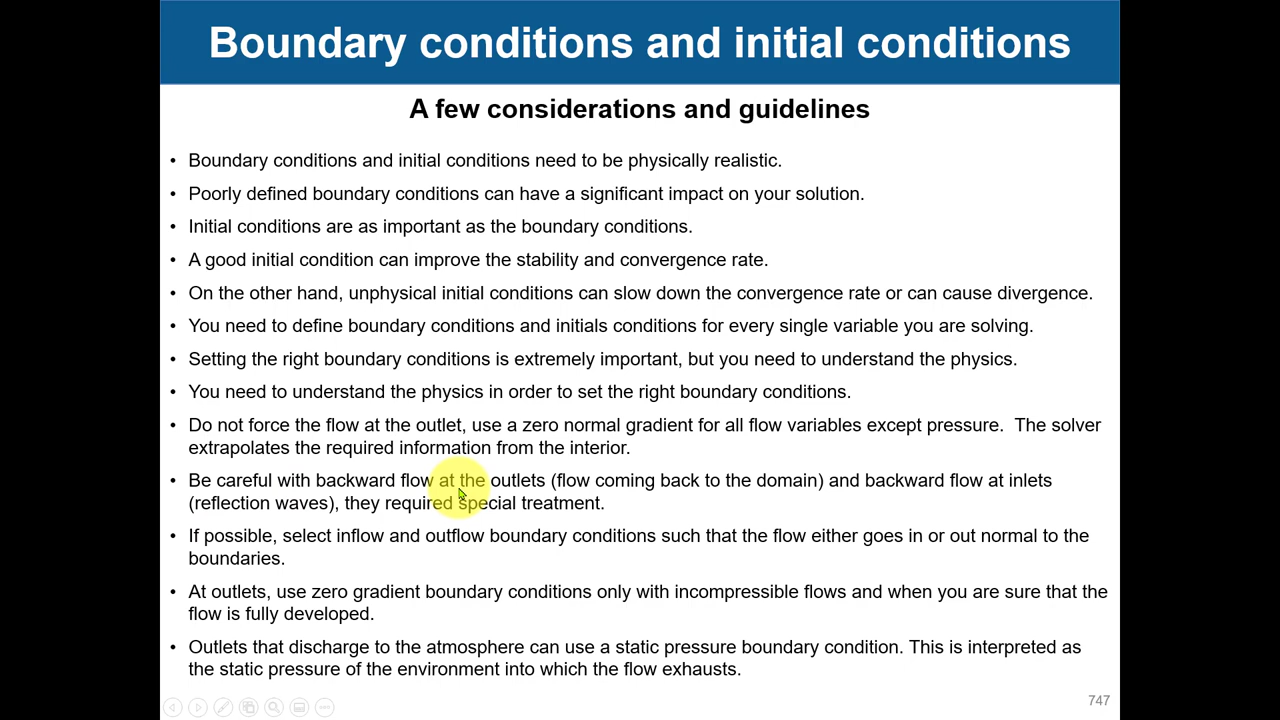 Boundary conditions and initial conditions
A few considerations and guidelines
• Boundary conditions and initial conditions need to be physically realistic.
• Poorly defined boundary conditions can have a significant impact on your solution.
• Initial conditions are as important as the boundary conditions.
• A good initial condition can improve the stability and convergence rate.
• On the other hand, unphysical initial conditions can slow down the convergence rate or can cause divergence.
• You need to define boundary conditions and initials conditions for every single variable you are solving.
• Setting the right boundary conditions is extremely important, but you need to understand the physics.
• You need to understand the physics in order to set the right boundary conditions.
• Do not force the flow at the outlet, use a zero normal gradient for all flow variables except pressure. The solver
extrapolates the required information from the interior.
• Be careful with backward flow at the outlets (flow coming back to the domain) and backward flow at inlets
(reflection waves), they required special treatment.
• If possible, select inflow and outflow boundary conditions such that the flow either goes in or out normal to the
boundaries.
• At outlets, use zero gradient boundary conditions only with incompressible flows and when you are sure that the
flow is fully developed.
• Outlets that discharge to the atmosphere can use a static pressure boundary condition. This is interpreted as
the static pressure of the environment into which the flow exhausts.
747